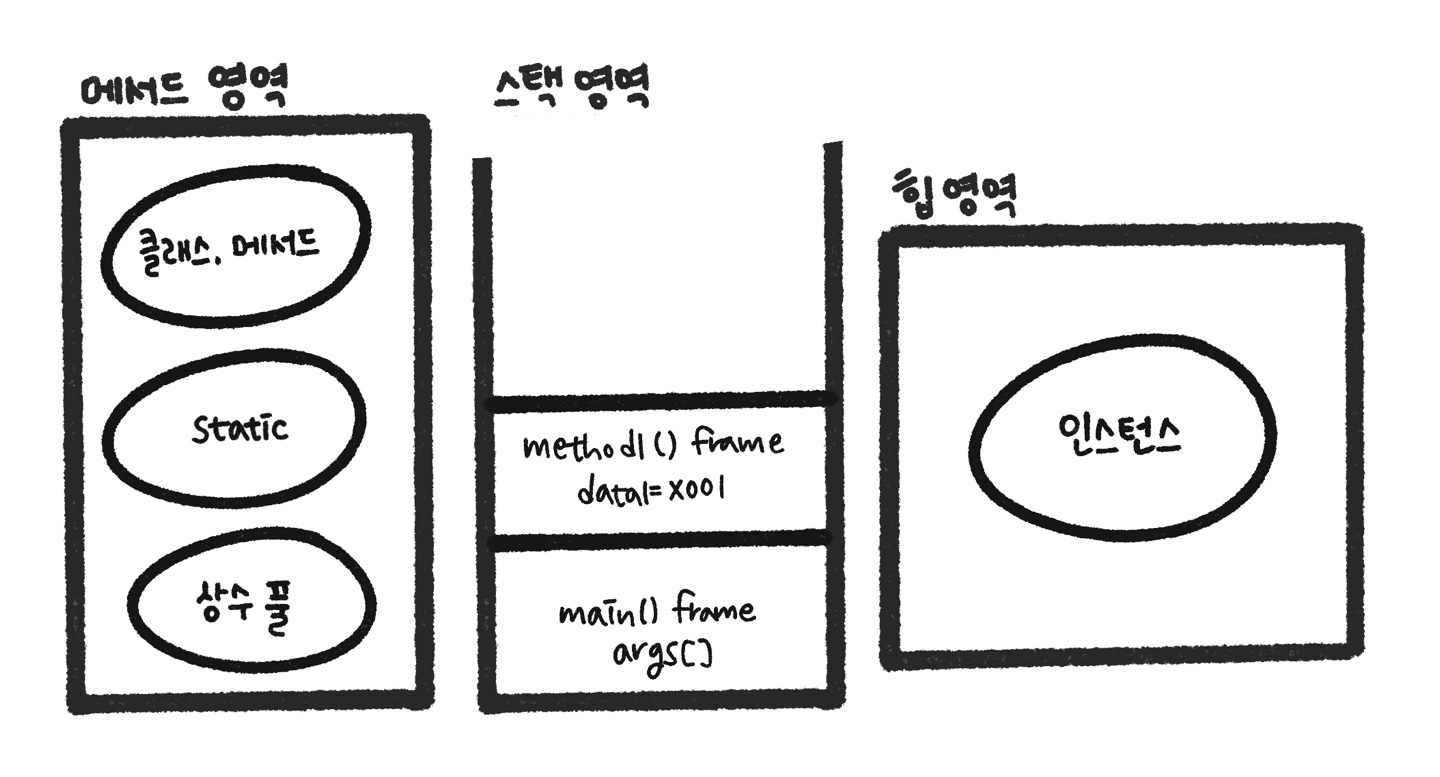 메서드 영역
클래스, 메서드
Static
상수 풀
스택 영역
method1() frame
data1=x001
main() frame
args[]
힙 영역
인스턴스